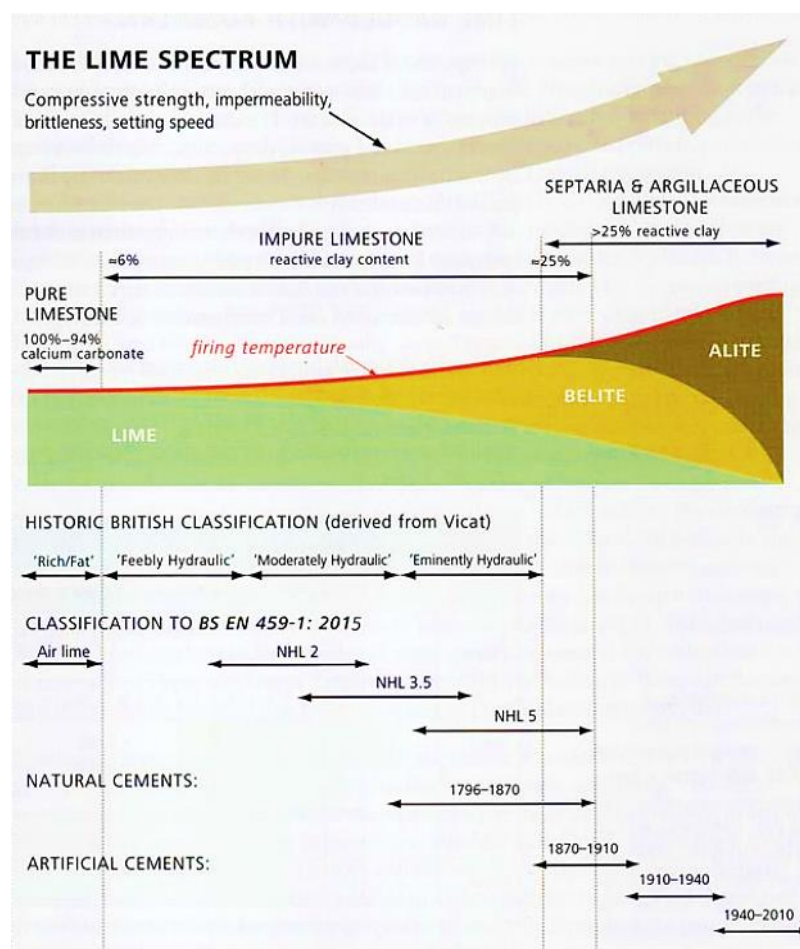 THE LIME SPECTRUM
Compressive strength, impermeability,
brittleness, setting speed
SEPTARIA & ARGILLACEOUS
LIMESTONE
>25% reactive clay
IMPURE LIMESTONE
reactive clay content
≈6%
≈25%
PURE
LIMESTONE
100%–94%
calcium carbonate
firing temperature
ALITE
BELITE
LIME
HISTORIC BRITISH CLASSIFICATION (derived from Vicat)
'Rich/Fat' 'Feebly Hydraulic' 'Moderately Hydraulic' 'Eminently Hydraulic'
CLASSIFICATION TO BS EN 459-1: 2015
Air lime NHL 2
NHL 3.5
NHL 5
NATURAL CEMENTS:
1796–1870
ARTIFICIAL CEMENTS:
1870–1910
1910–1940
1940–2010